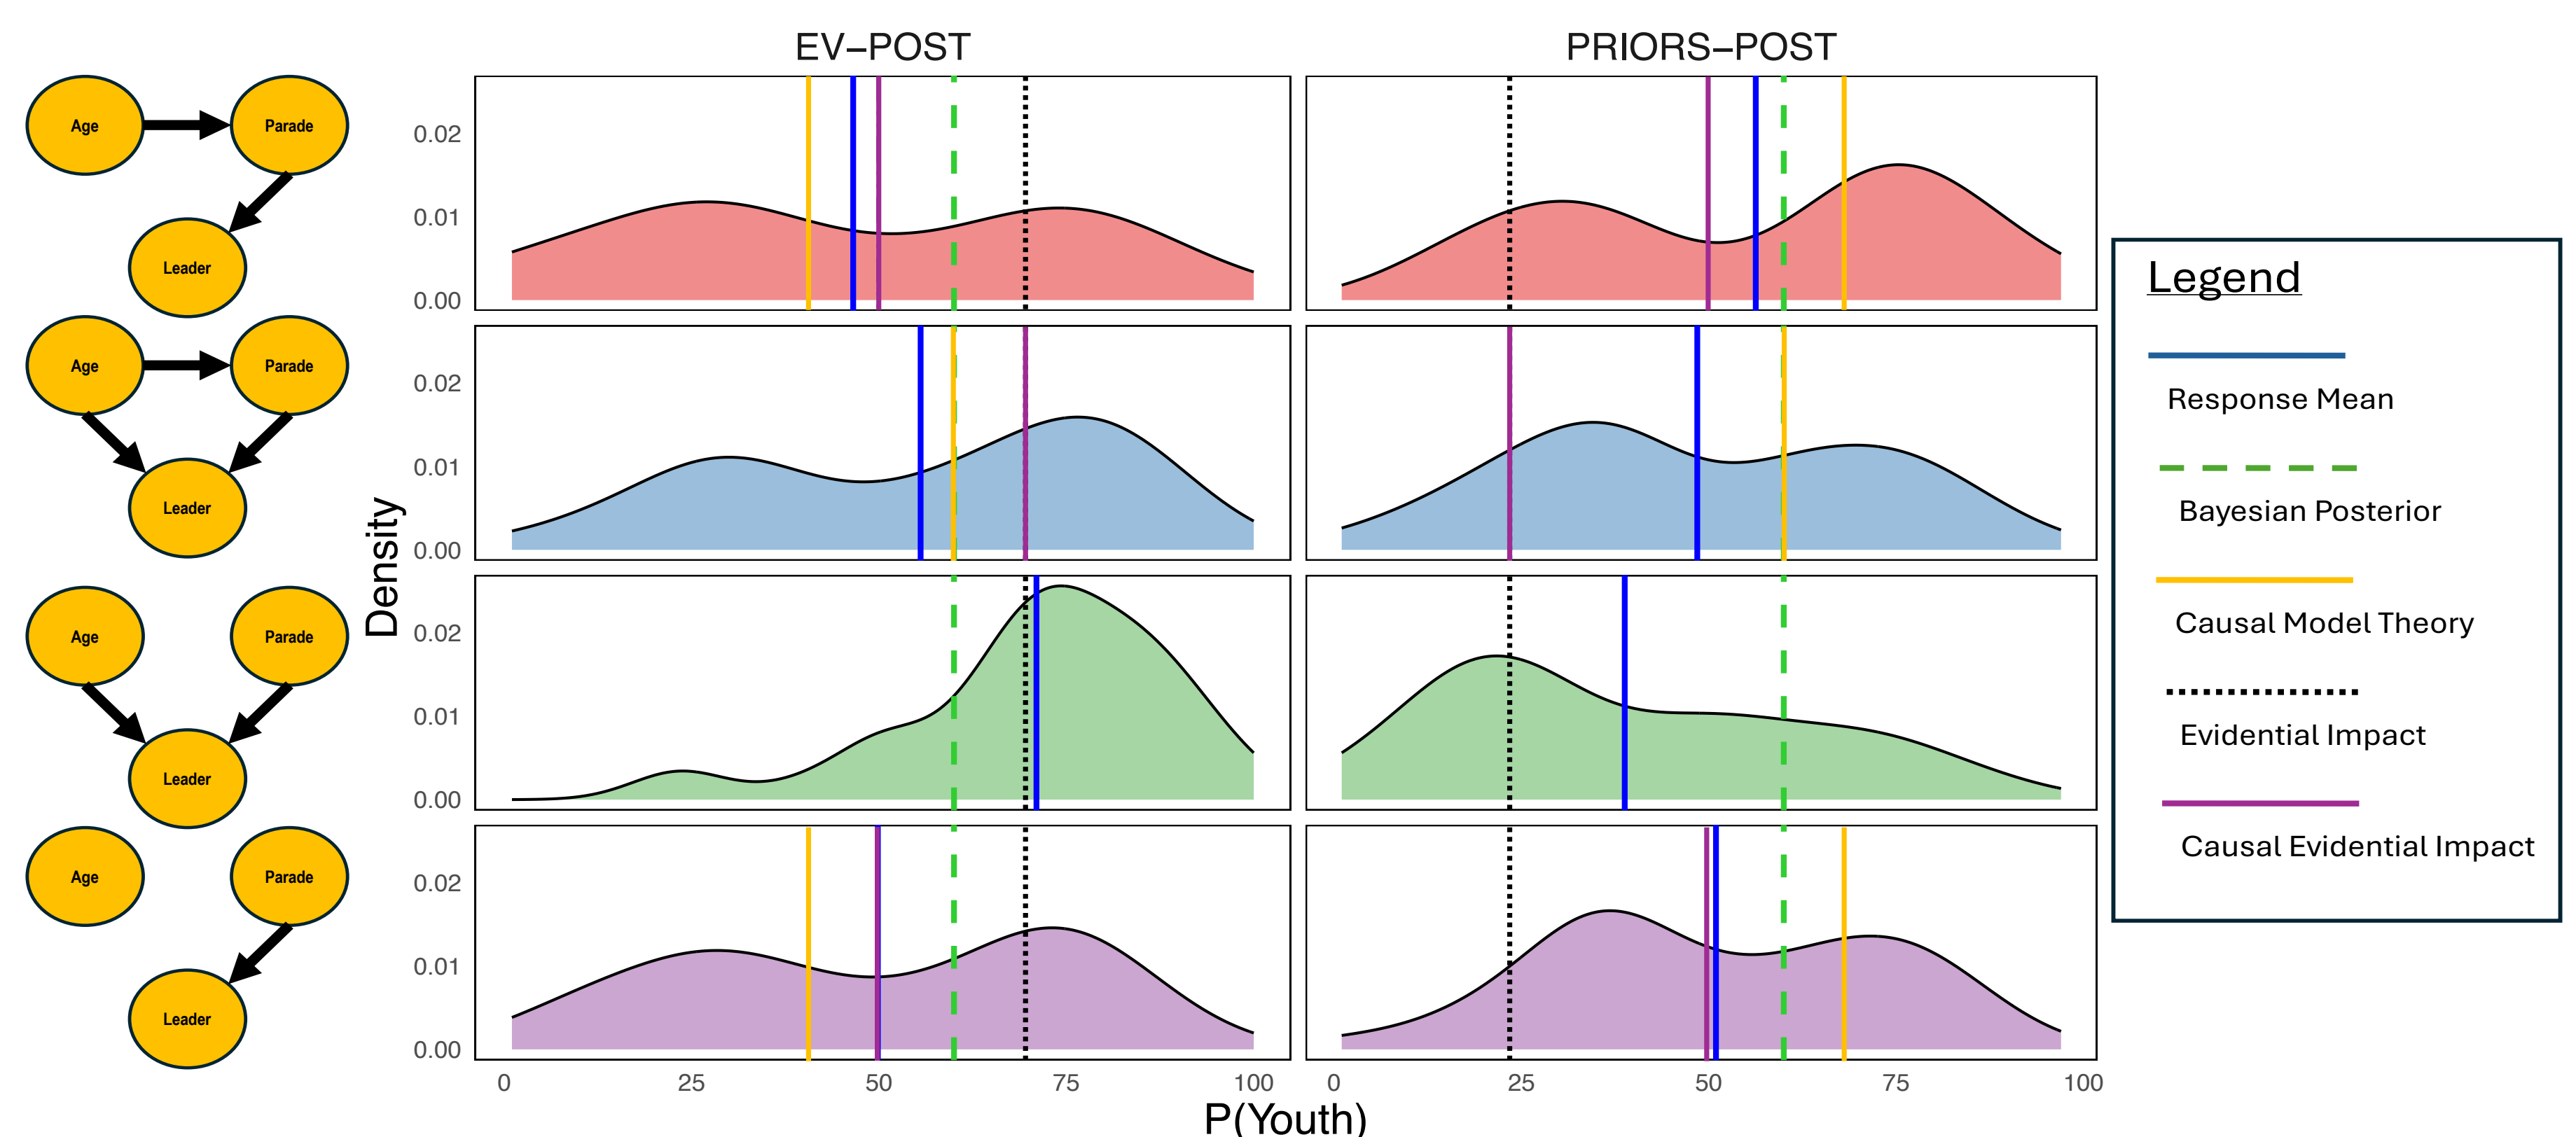 EV−POST
PRIORS−POST
Age
Parade
Leader
Age
Parade
Leader
Age
Parade
Leader
Age
Parade
Leader
Density
0.02
0.01
0.00
0.02
0.01
0.00
0.02
0.01
0.00
0.02
0.01
0.00
0 25 50 75 100
0 25 50 75 100
P(Youth)
Legend
Response Mean
Bayesian Posterior
Causal Model Theory
Evidential Impact
Causal Evidential Impact